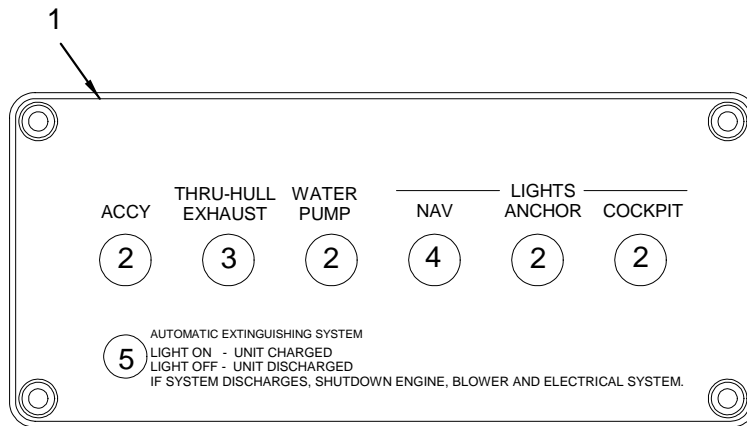 1
THRU-HULL WATER LIGHTS
ACCY EXHAUST PUMP NAV ANCHOR COCKPIT
2 3 2 4 2 2
AUTOMATIC EXTINGUISHING SYSTEM
5 LIGHT ON - UNIT CHARGED
LIGHT OFF - UNIT DISCHARGED
IF SYSTEM DISCHARGES, SHUTDOWN ENGINE, BLOWER AND ELECTRICAL SYSTEM.